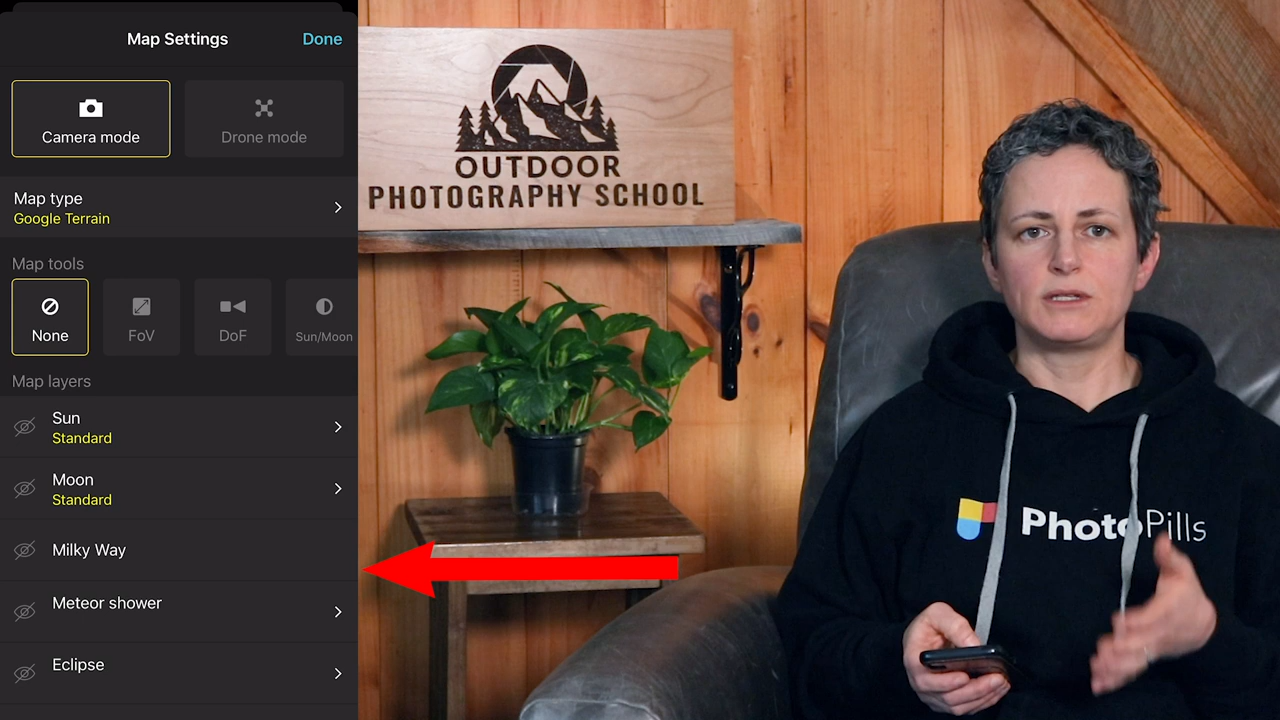 Map Settings
Done
Camera mode
Drone mode
Map type
Google Terrain
Map tools
None
FoV
DoF
Sun/Moon
Map layers
Sun
Standard
Moon
Standard
Milky Way
Meteor shower
Eclipse
OUTDOOR
PHOTOGRAPHY SCHOOL
PhotoPills